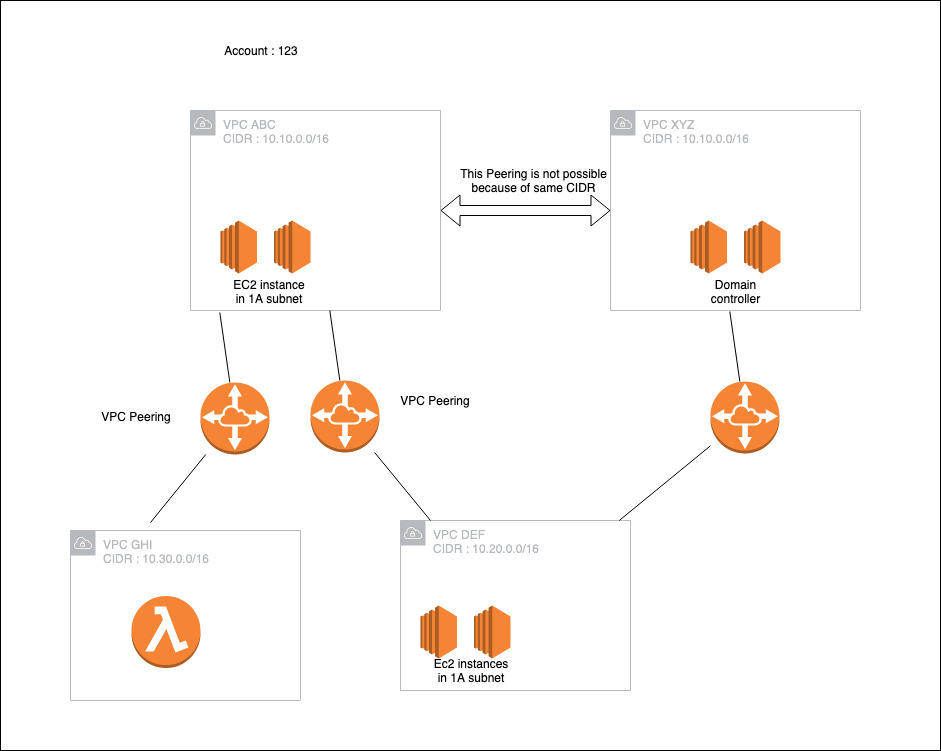 Account : 123
VPC ABC
CIDR : 10.10.0.0/16
VPC XYZ
CIDR : 10.10.0.0/16
This Peering is not possible
because of same CIDR
EC2 instance
in 1A subnet
Domain
controller
VPC Peering
VPC Peering
VPC GHI
CIDR : 10.30.0.0/16
VPC DEF
CIDR : 10.20.0.0/16
Ec2 instances
in 1A subnet